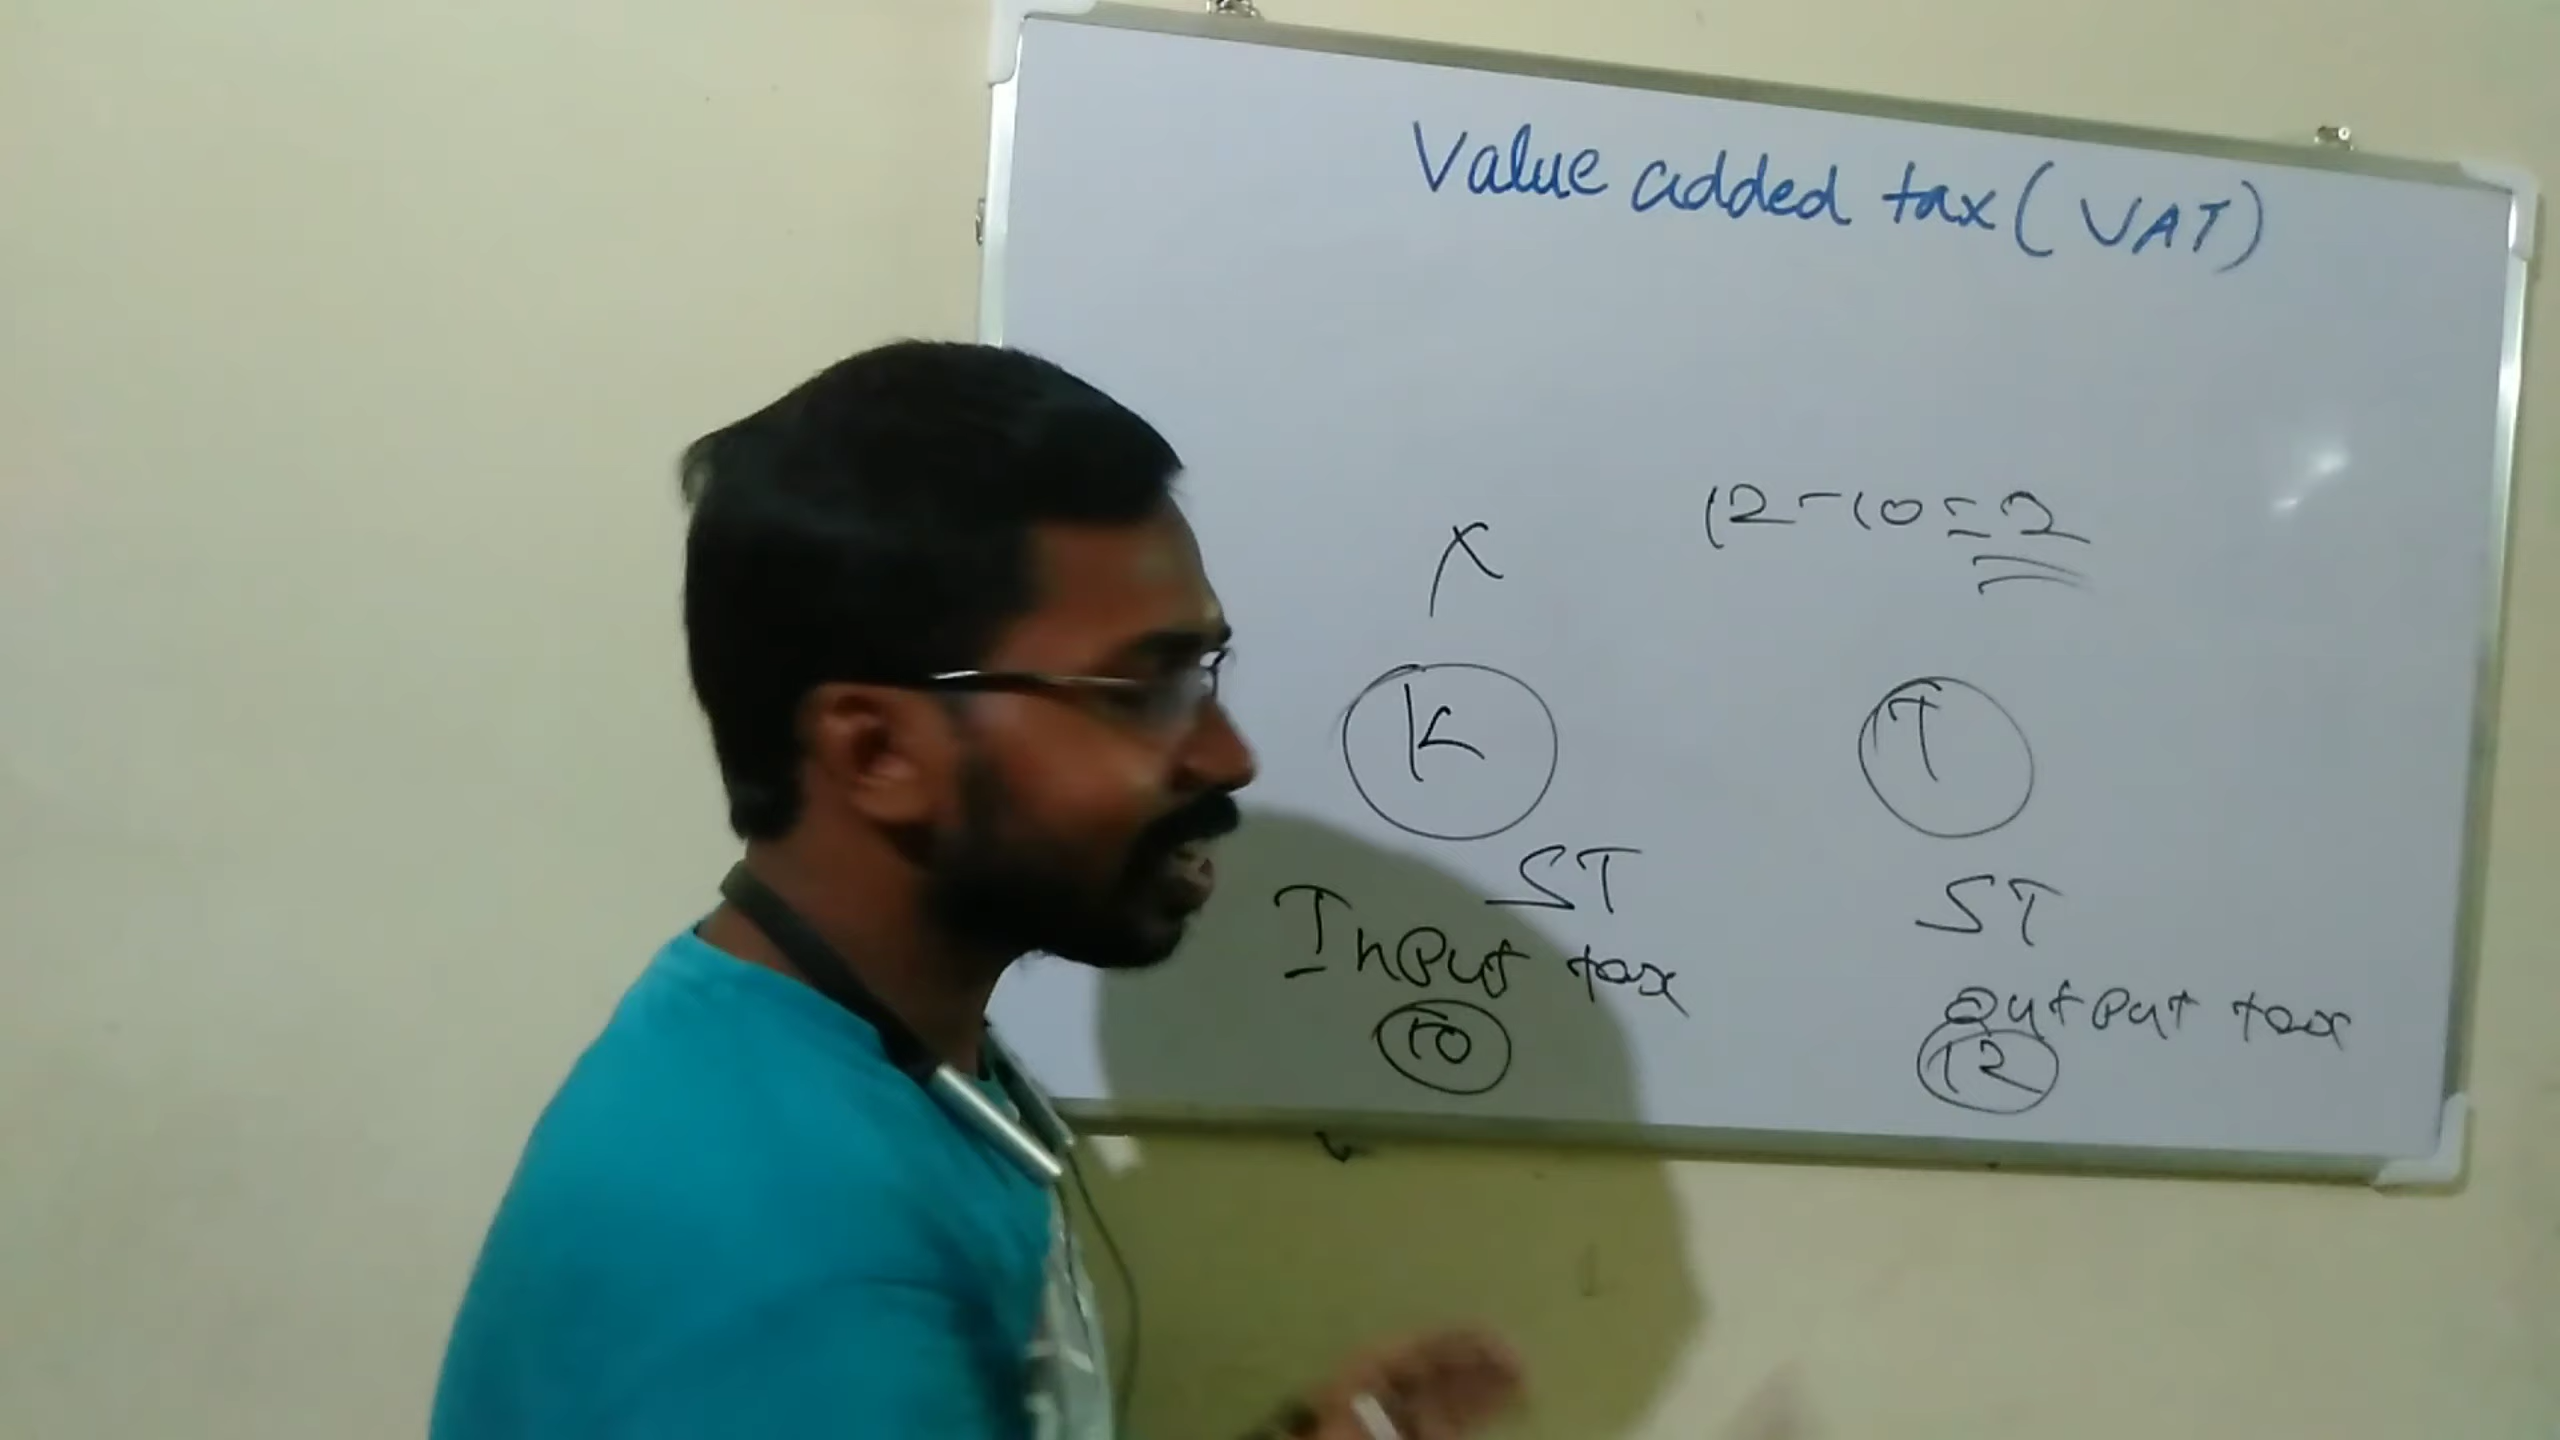 Value added tax (VAT)
12-10=2
X
K
T
ST
ST
Input tax
output tax
10
12